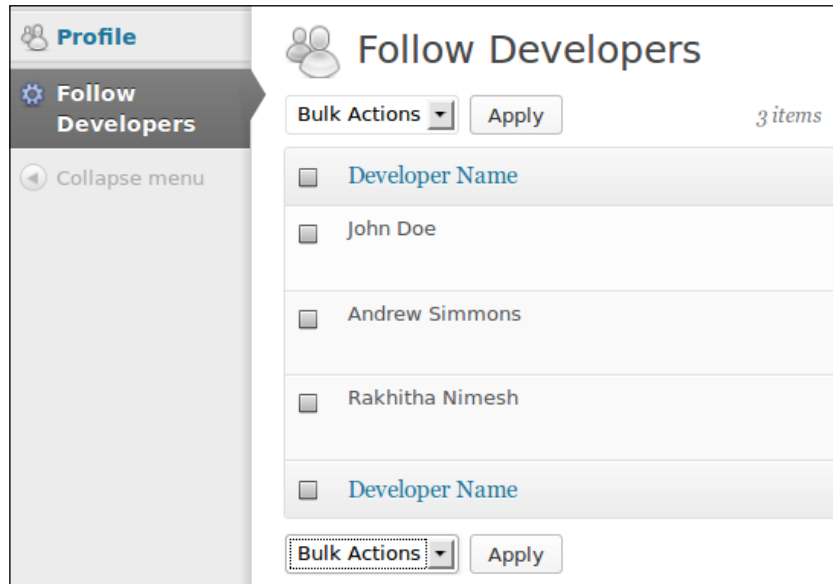 Profile
Follow
Developers
Collapse menu
Follow Developers
Bulk Actions
Apply
3 items
Developer Name
John Doe
Andrew Simmons
Rakhitha Nimesh
Developer Name
Bulk Actions
Apply